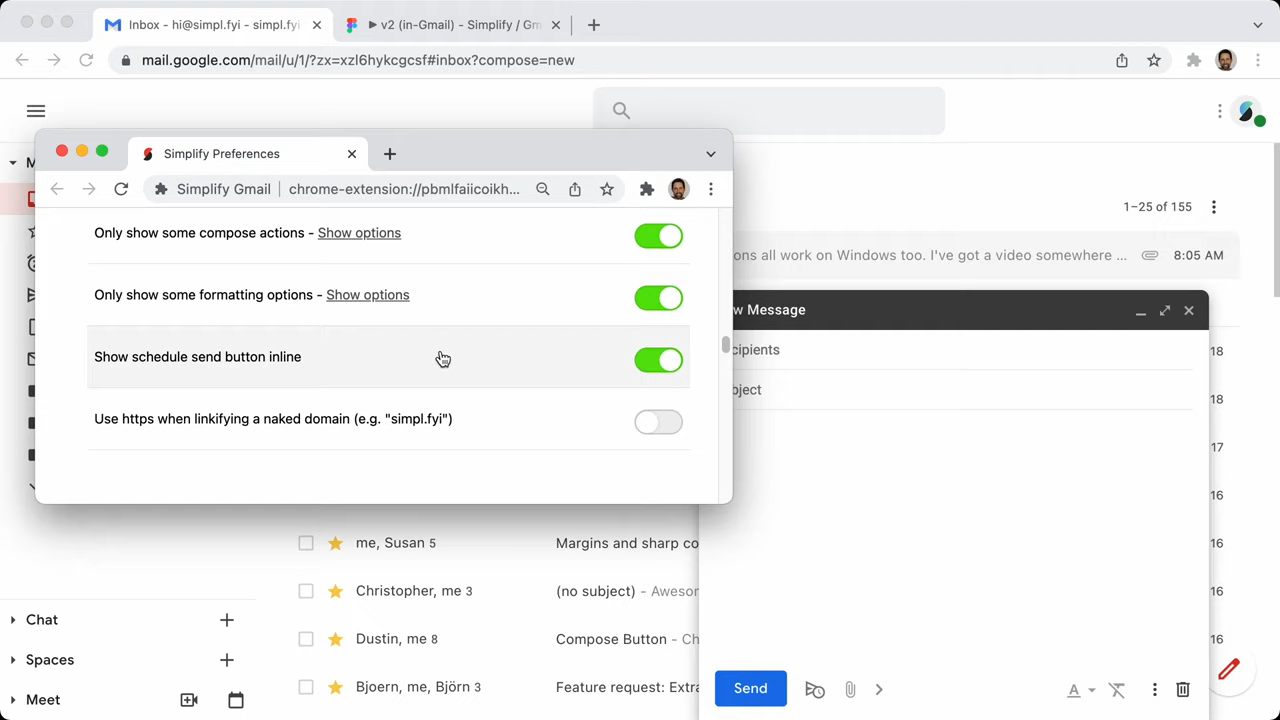 Inbox - hi@simpl.fyi - simpl.fyi
v2 (in-Gmail) - Simplify / Gm
mail.google.com/mail/u/1/?zx=xzl6hykcgcsf#inbox?compose=new
M
Simplify Preferences
Simplify Gmail
chrome-extension://pbmlfaiicoikh...
1–25 of 155
Only show some compose actions - Show options
ons all work on Windows too. I've got a video somewhere ...
8:05 AM
Only show some formatting options - Show options
w Message
Show schedule send button inline
cipients
18
bject
18
Use https when linkifying a naked domain (e.g. "simpl.fyi")
17
16
me, Susan 5
Margins and sharp co
16
Christopher, me 3
(no subject) - Awesor
16
Chat
Dustin, me 8
Compose Button - Ch
16
Spaces
Bjoern, me, Björn 3
Feature request: Extra
Send
A
Meet